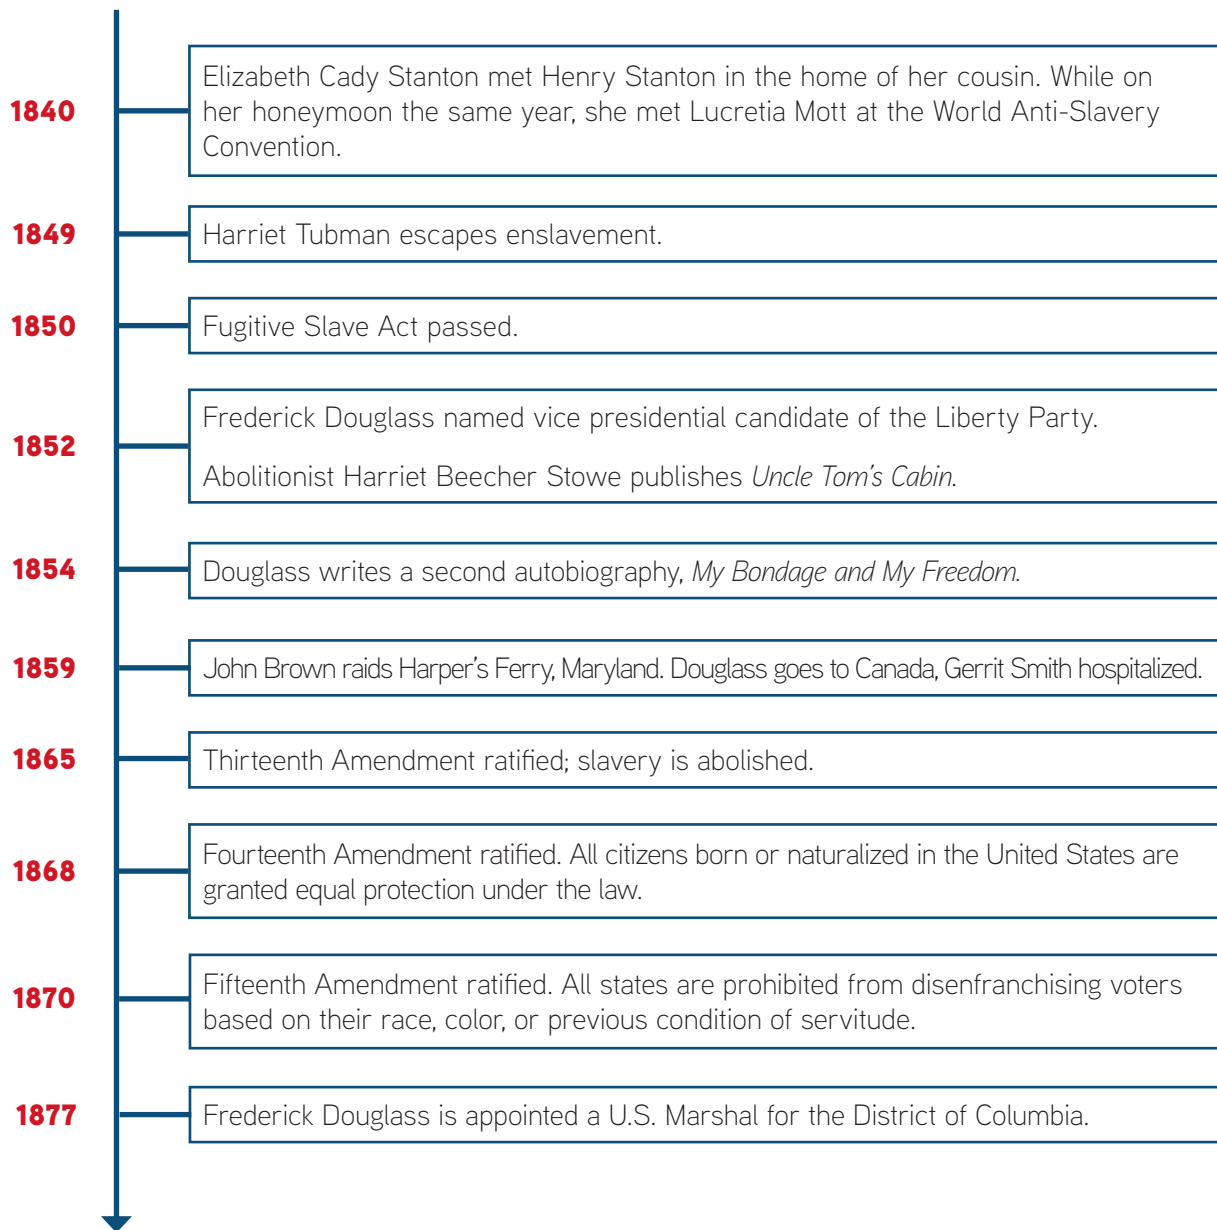 1840
Elizabeth Cady Stanton met Henry Stanton in the home of her cousin. While on
her honeymoon the same year, she met Lucretia Mott at the World Anti-Slavery
Convention.
1849
Harriet Tubman escapes enslavement.
1850
Fugitive Slave Act passed.
1852
Frederick Douglass named vice presidential candidate of the Liberty Party.
Abolitionist Harriet Beecher Stowe publishes Uncle Tom's Cabin.
1854
Douglass writes a second autobiography, My Bondage and My Freedom.
1859
John Brown raids Harper's Ferry, Maryland. Douglass goes to Canada, Gerrit Smith hospitalized.
1865
Thirteenth Amendment ratified; slavery is abolished.
1868
Fourteenth Amendment ratified. All citizens born or naturalized in the United States are
granted equal protection under the law.
1870
Fifteenth Amendment ratified. All states are prohibited from disenfranchising voters
based on their race, color, or previous condition of servitude.
1877
Frederick Douglass is appointed a U.S. Marshal for the District of Columbia.